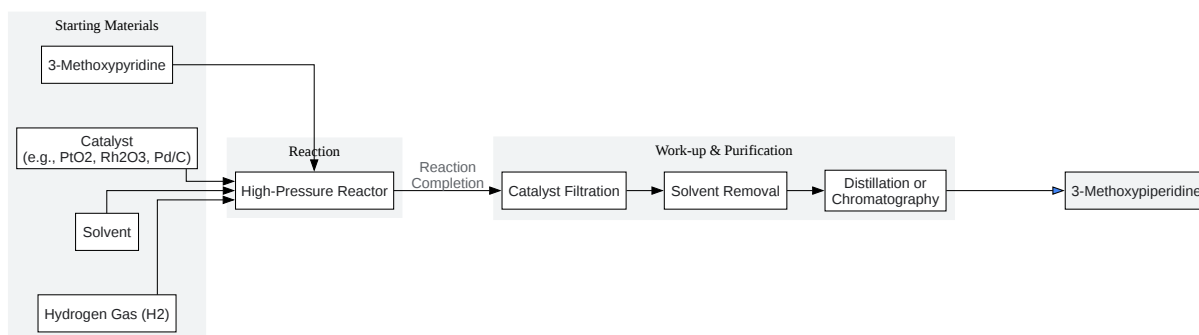 Starting Materials
3-Methoxypyridine
Catalyst
(e.g., PtO2, Rh2O3, Pd/C)
Solvent
Hydrogen Gas (H2)
Reaction
High-Pressure Reactor
Reaction
Completion
Work-up & Purification
Catalyst Filtration
Solvent Removal
Distillation or
Chromatography
3-Methoxypiperidine